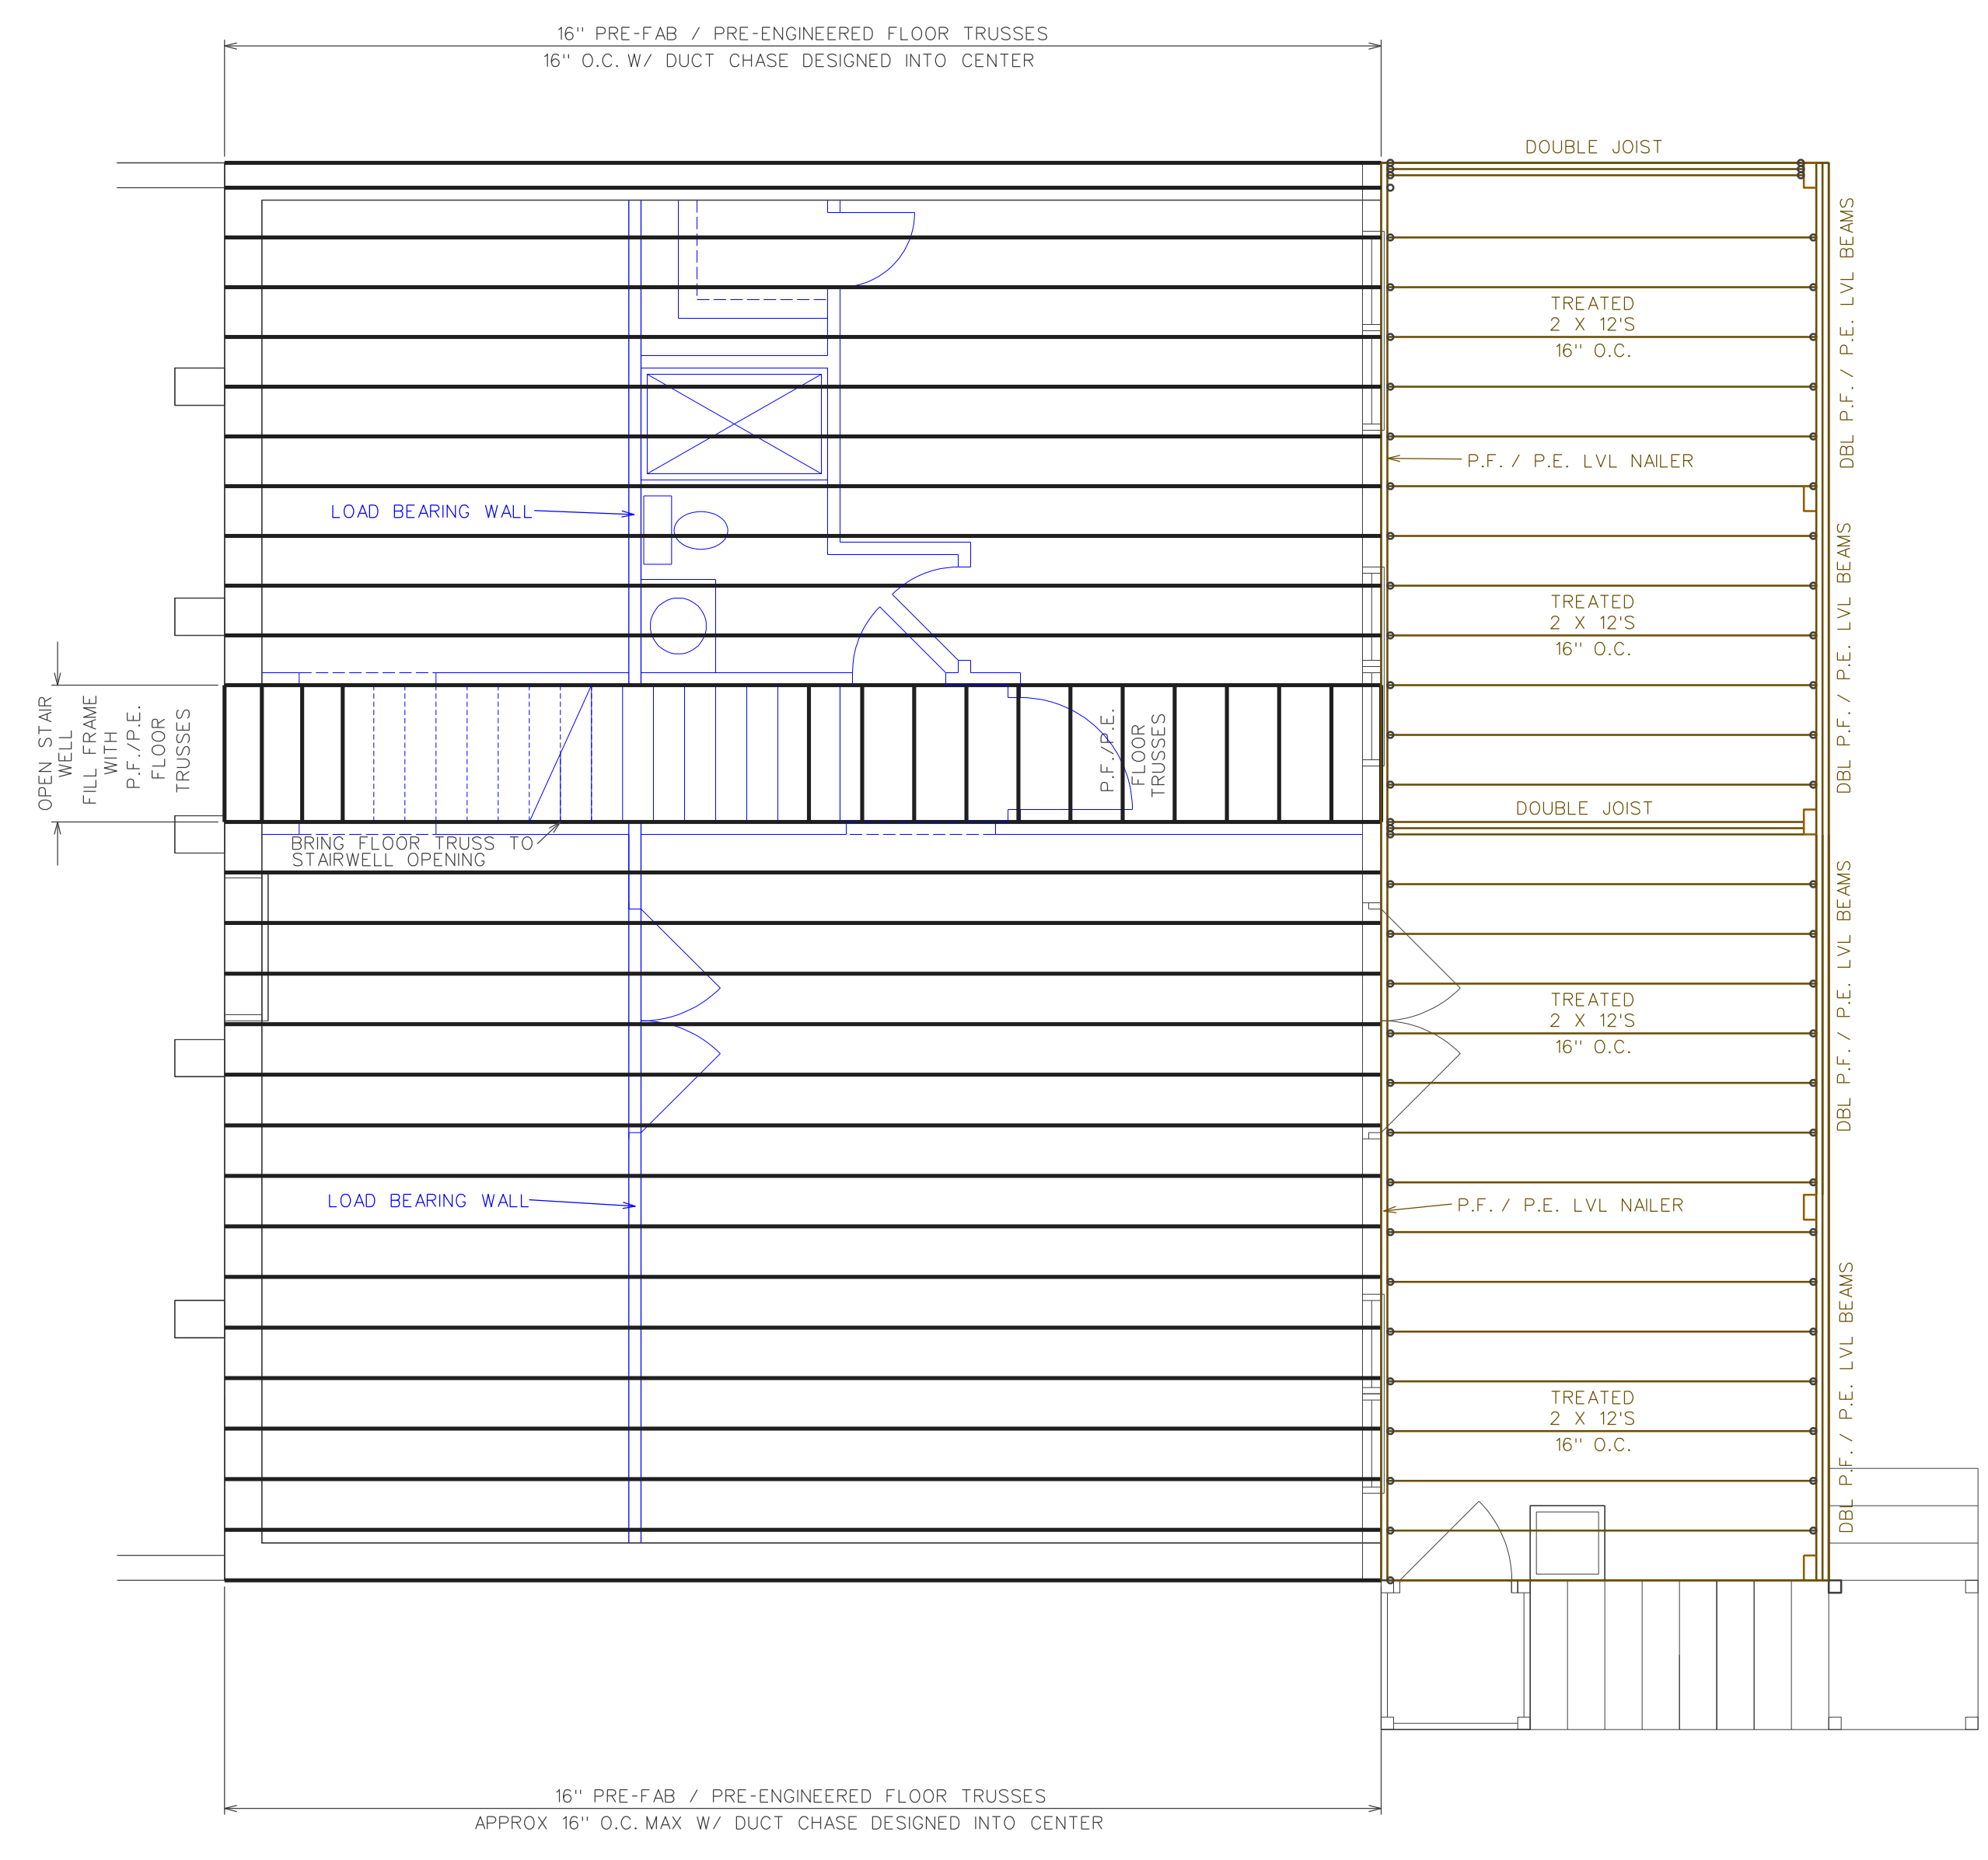 16" PRE-FAB / PRE-ENGINEERED FLOOR TRUSSES
16" O.C. W/ DUCT CHASE DESIGNED INTO CENTER
DOUBLE JOIST
DBL P.F. / P.E. LVL BEAMS
TREATED
2 X 12'S
16" O.C.
P.F. / P.E. LVL NAILER
LOAD BEARING WALL
DBL P.F. / P.E. LVL BEAMS
TREATED
2 X 12'S
16" O.C.
OPEN STAIR
WELL
FILL FRAME
WITH
P.F./P.E.
FLOOR
TRUSSES
P.F./P.E.
FLOOR
TRUSSES
DOUBLE JOIST
BRING FLOOR TRUSS TO
STAIRWELL OPENING
DBL P.F. / P.E. LVL BEAMS
TREATED
2 X 12'S
16" O.C.
LOAD BEARING WALL
P.F. / P.E. LVL NAILER
DBL P.F. / P.E. LVL BEAMS
TREATED
2 X 12'S
16" O.C.
16" PRE-FAB / PRE-ENGINEERED FLOOR TRUSSES
APPROX 16" O.C. MAX W/ DUCT CHASE DESIGNED INTO CENTER